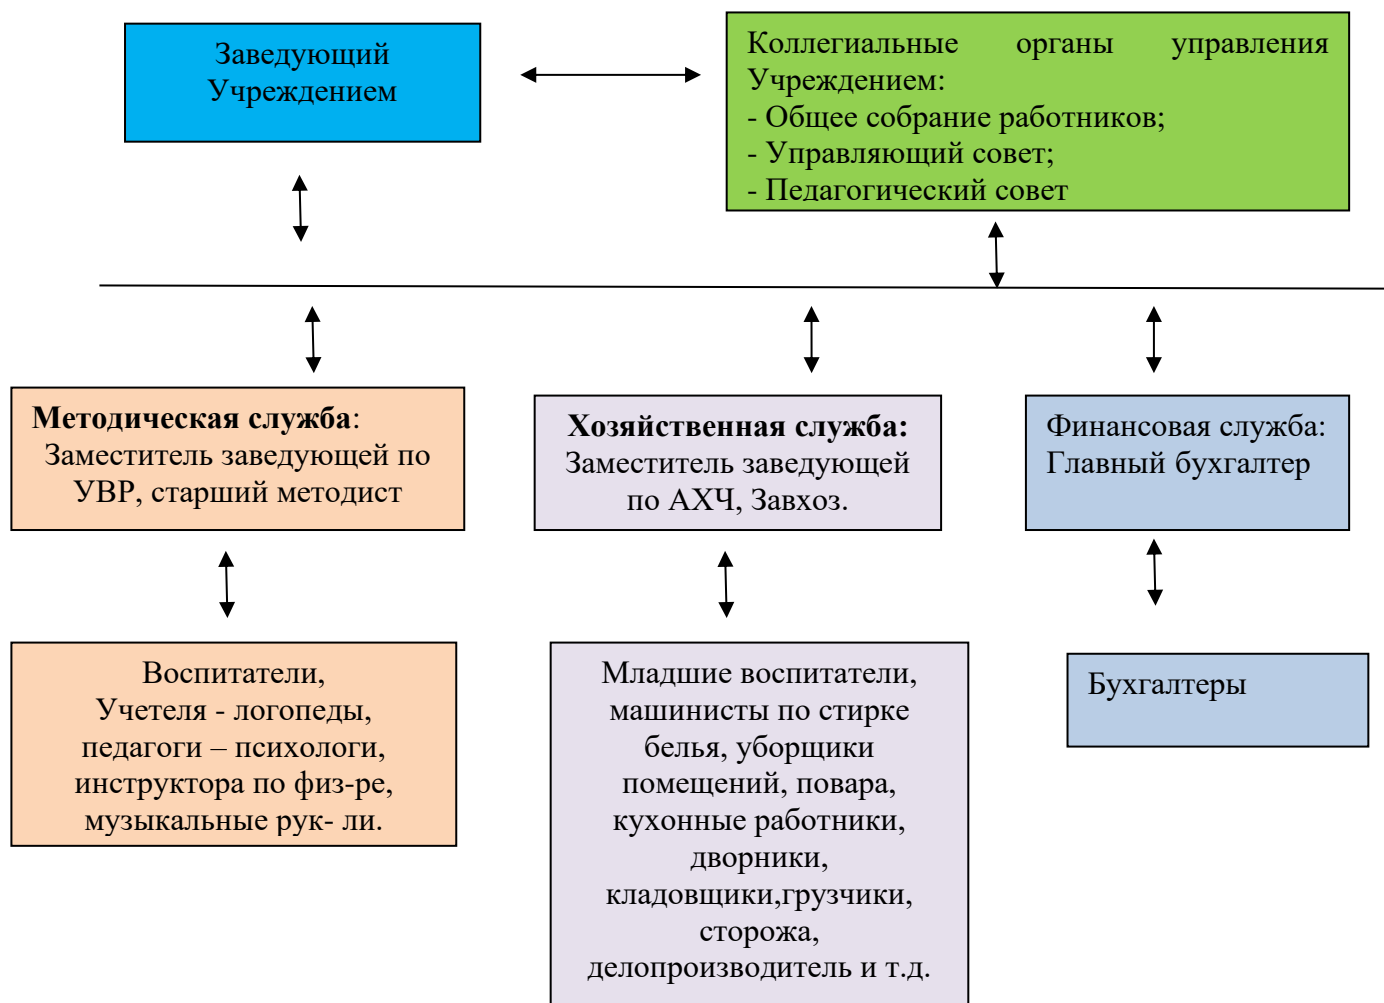 Заведующий
Учреждением
Коллегиальные органы управления
Учреждением:
- Общее собрание работников;
- Управляющий совет;
- Педагогический совет
Методическая служба:
Заместитель заведующей по
УВР, старший методист
Хозяйственная служба:
Заместитель заведующей
по АХЧ, Завхоз.
Финансовая служба:
Главный бухгалтер
Воспитатели,
Учетеля - логопеды,
педагоги – психологи,
инструктора по физ-ре,
музыкальные рук- ли.
Младшие воспитатели,
машинисты по стирке
белья, уборщики
помещений, повара,
кухонные работники,
дворники,
кладовщики,грузчики,
сторожа,
делопроизводитель и т.д.
Бухгалтеры